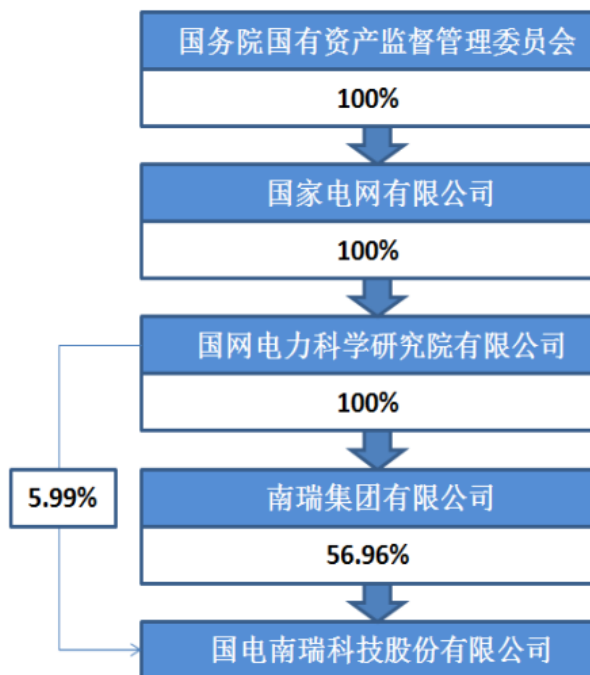 国务院国有资产监督管理委员会
100%
国家电网有限公司
100%
国网电力科学研究院有限公司
100%
5.99%
南瑞集团有限公司
56.96%
国电南瑞科技股份有限公司